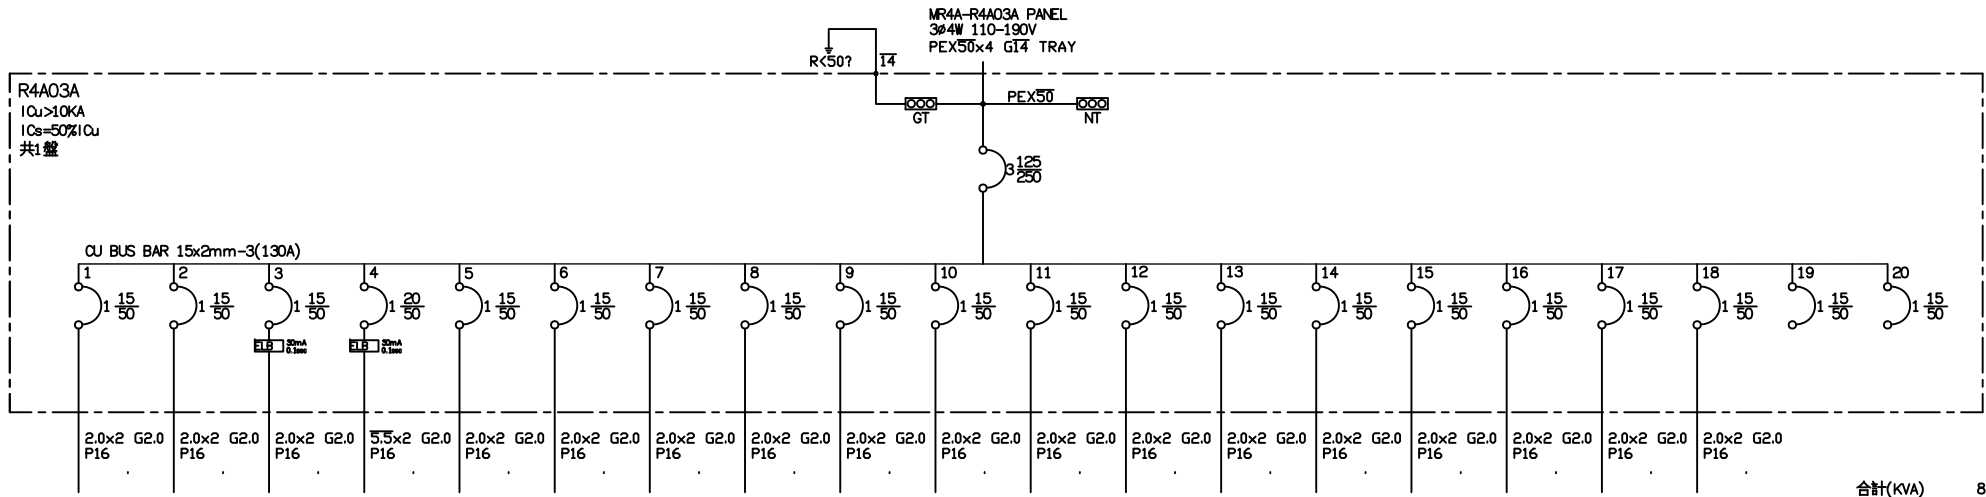 MR4A-R4A03A PANEL
3ø4W 110-190V
PEX50x4 G14 TRAY
R<50?
14
R4A03A
ICu>10KA
ICs=50%ICu
共1盤
PEX50
GT
NT
3 125
250
CU BUS BAR 15x2mm-3(130A)
1 2 3 4 5 6 7 8 9 10 11 12 13 14 15 16 17 18 19 20
1 15 1 15 1 15 1 20 1 15 1 15 1 15 1 15 1 15 1 15 1 15 1 15 1 15 1 15 1 15 1 15 1 15 1 15 1 15 1 15
50 50 50 50 50 50 50 50 50 50 50 50 50 50 50 50 50 50 50 50
ELB 30mA ELB 30mA
0.1sec 0.1sec
2.0x2 G2.0 2.0x2 G2.0 2.0x2 G2.0 5.5x2 G2.0 2.0x2 G2.0 2.0x2 G2.0 2.0x2 G2.0 2.0x2 G2.0 2.0x2 G2.0 2.0x2 G2.0 2.0x2 G2.0 2.0x2 G2.0 2.0x2 G2.0 2.0x2 G2.0 2.0x2 G2.0 2.0x2 G2.0 2.0x2 G2.0 2.0x2 G2.0
P16 P16 P16 P16 P16 P16 P16 P16 P16 P16 P16 P16 P16 P16 P16 P16 P16 P16
合計(KVA) 8